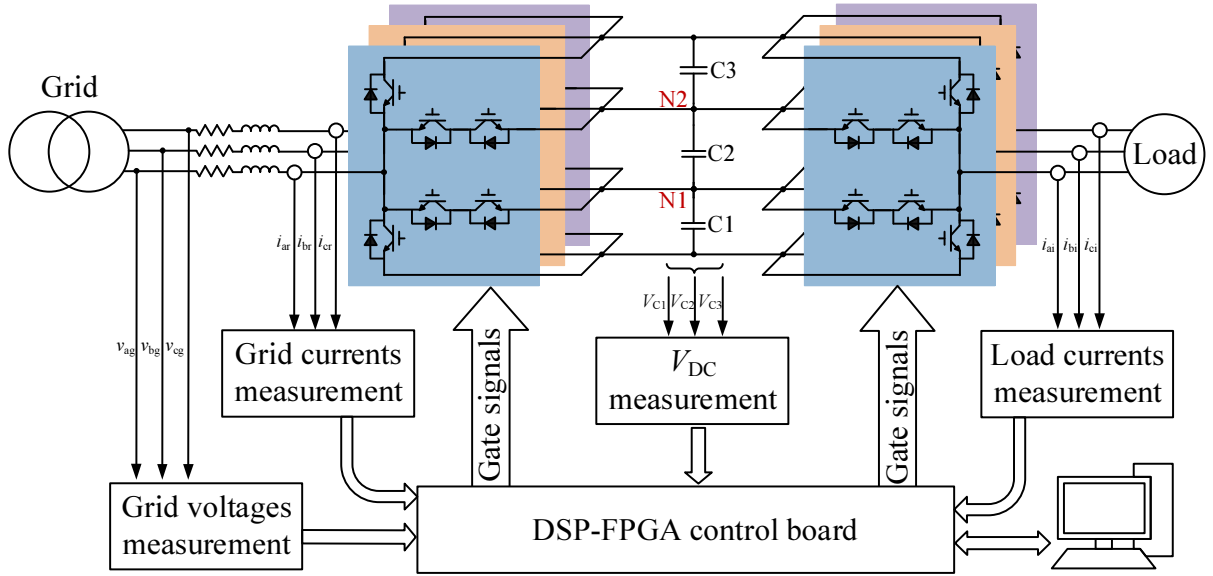 Grid
C3
N2
C2
N1
C1
Load
iar
ibr
icr
iai
ibi
ici
VC1
VC2
VC3
vag
vbg
vcg
Grid currents
measurement
Gate signals
VDC
measurement
Gate signals
Load currents
measurement
Grid voltages
measurement
DSP-FPGA control board